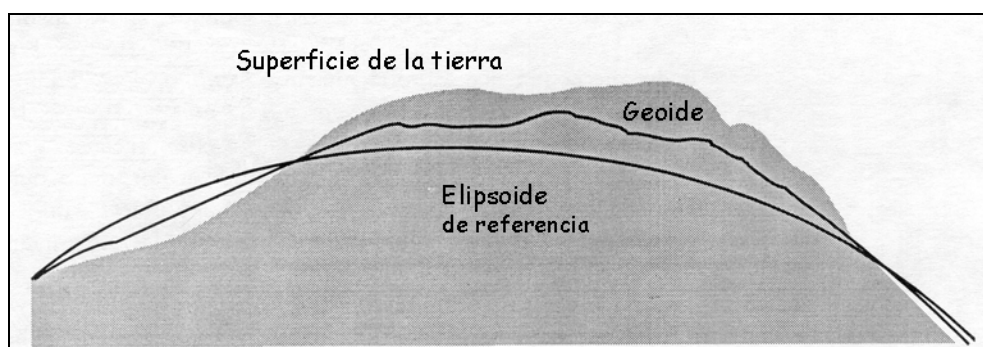 Superficie de la tierra
Geoide
Elipsoide
de referencia